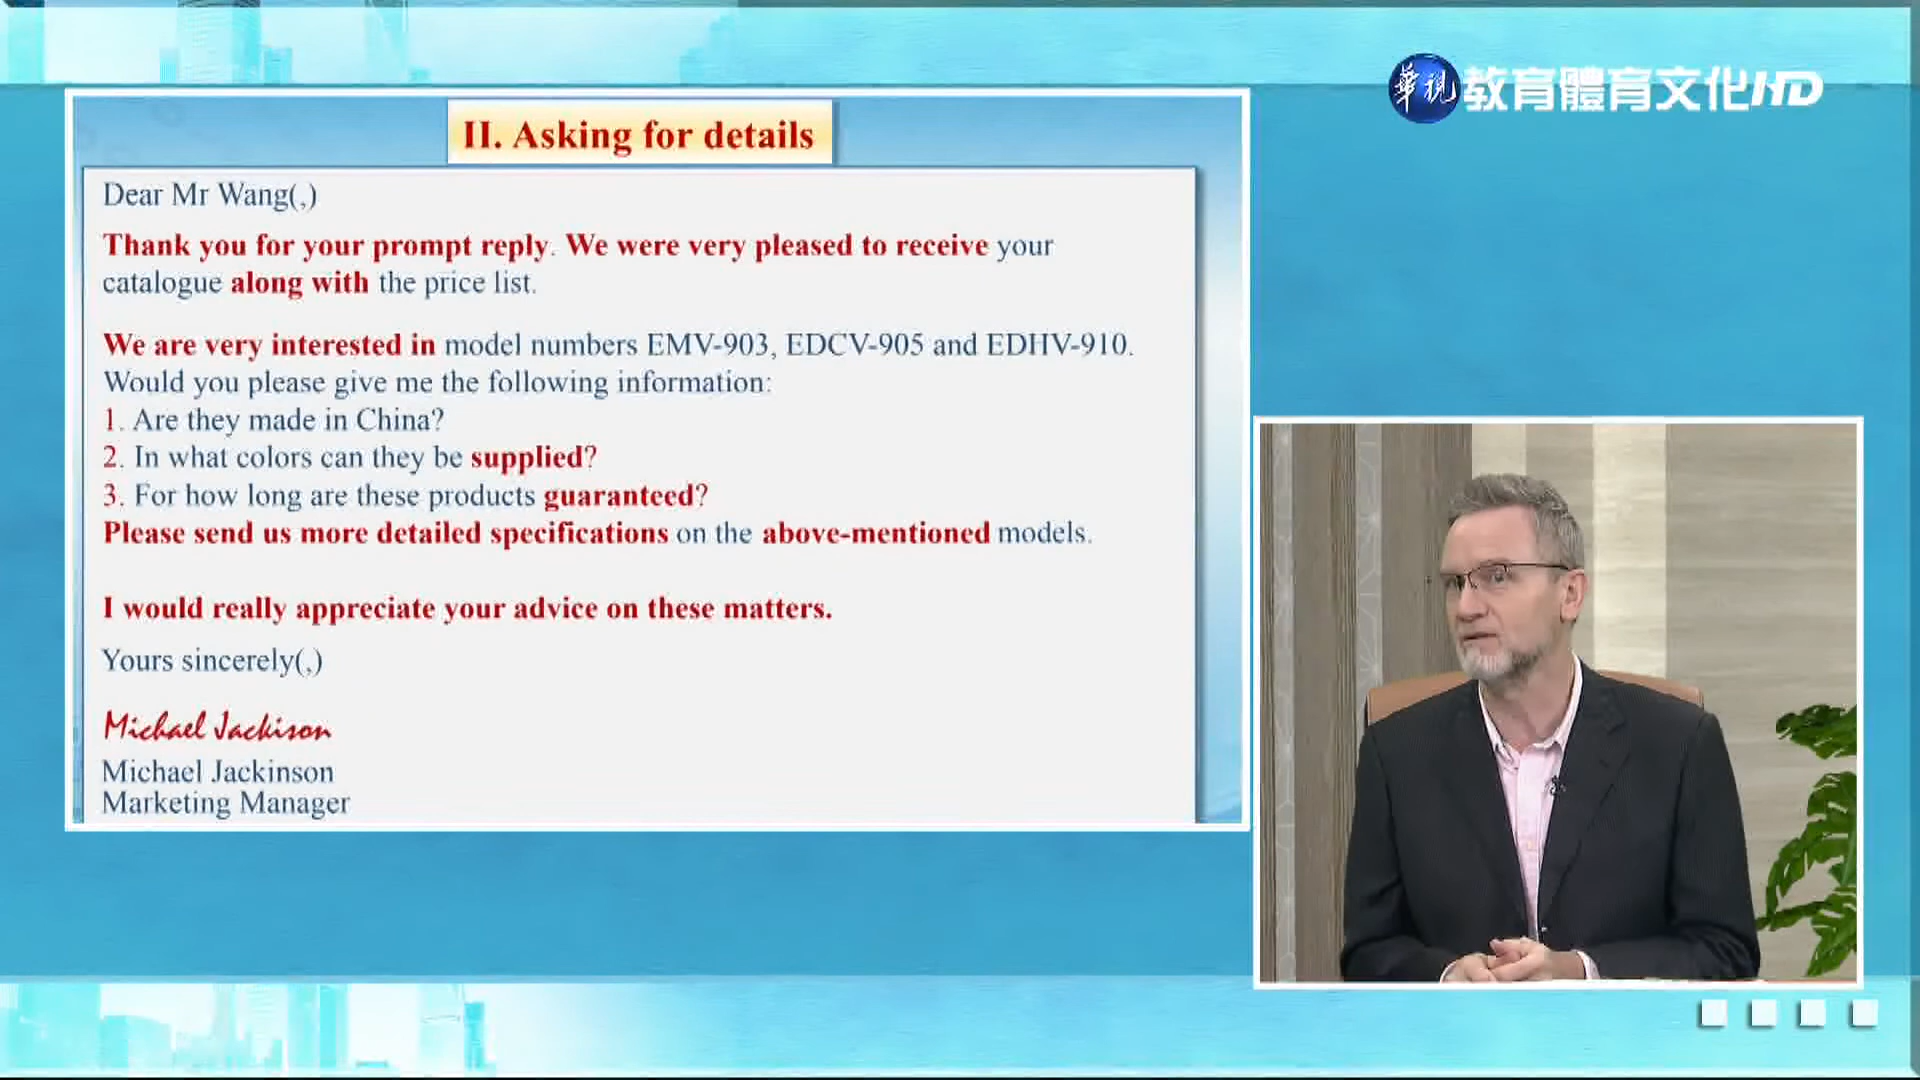 華視 教育體育文化HD
II. Asking for details
Dear Mr Wang(,)
Thank you for your prompt reply. We were very pleased to receive your
catalogue along with the price list.
We are very interested in model numbers EMV-903, EDCV-905 and EDHV-910.
Would you please give me the following information:
1. Are they made in China?
2. In what colors can they be supplied?
3. For how long are these products guaranteed?
Please send us more detailed specifications on the above-mentioned models.
I would really appreciate your advice on these matters.
Yours sincerely(,)
Michael Jackison
Michael Jackinson
Marketing Manager